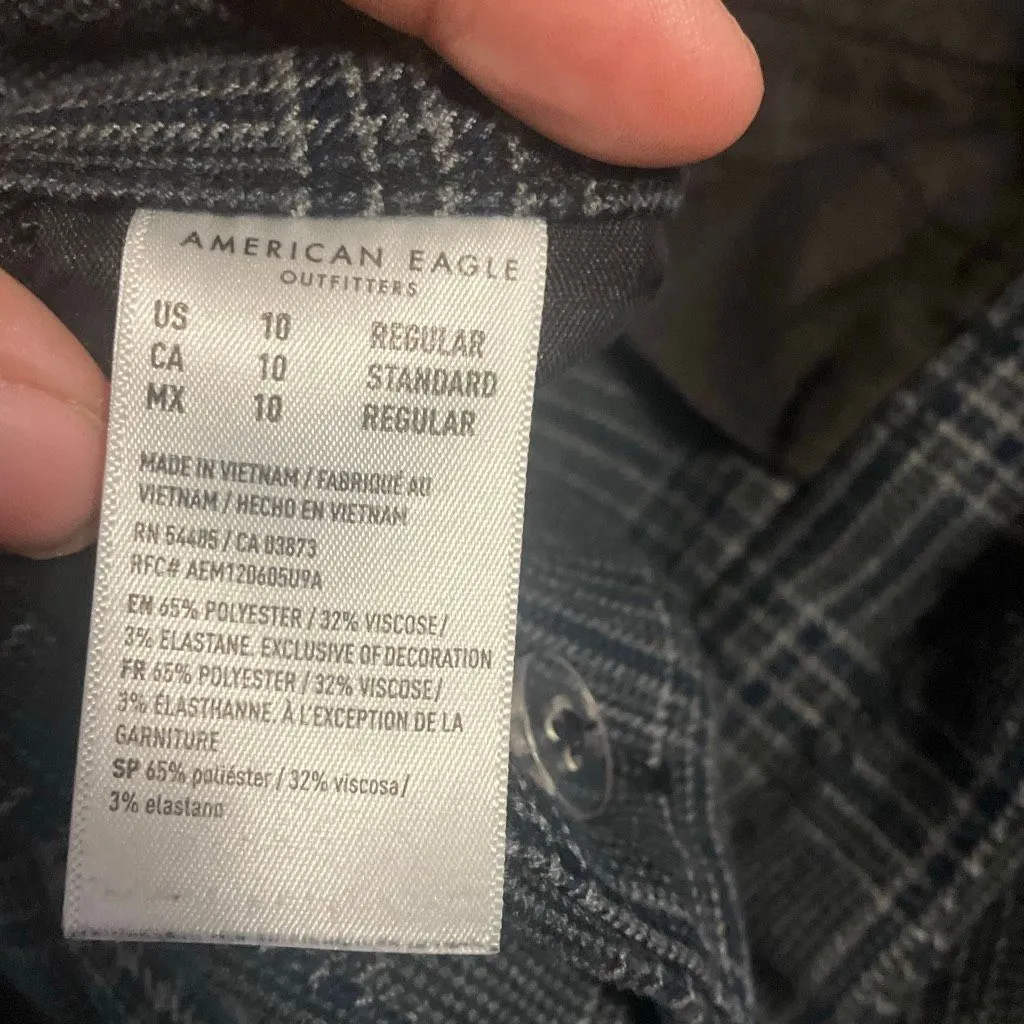 AMERICAN EAGLE
OUTFITTERS
US 10 REGULAR
CA 10 STANDARD
MX 10 REGULAR
MADE IN VIETNAM / FABRIQUÉ AU
VIETNAM / HECHO EN VIETNAM
RN 54485 / CA 03873
RFC# AEM120605U9A
EN 65% POLYESTER / 32% VISCOSE/
3% ELASTANE. EXCLUSIVE OF DECORATION
FR 65% POLYESTER / 32% VISCOSE/
3% ÉLASTHANNE. À L'EXCEPTION DE LA
GARNITURE
SP 65% poliéster / 32% viscosa/
3% elastano